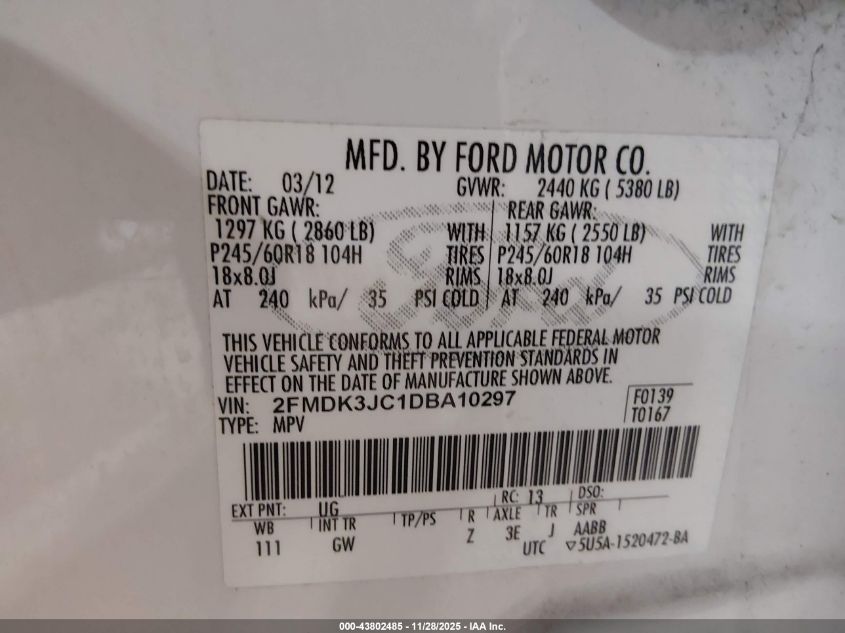 MFD. BY FORD MOTOR CO.
DATE: 03/12 GVWR: 2440 KG ( 5380 LB)
FRONT GAWR: REAR GAWR:
1297 KG ( 2860 LB) WITH 1157 KG ( 2550 LB) WITH
P245/60R18 104H TIRES P245/60R18 104H TIRES
18x8.0J RIMS 18x8.0J RIMS
AT 240 kPa/ 35 PSI COLD AT 240 kPa/ 35 PSI COLD
THIS VEHICLE CONFORMS TO ALL APPLICABLE FEDERAL MOTOR
VEHICLE SAFETY AND THEFT PREVENTION STANDARDS IN
EFFECT ON THE DATE OF MANUFACTURE SHOWN ABOVE.
VIN: 2FMDK3JC1DBA10297 F0139
TYPE: MPV T0167
RC: 13 DSO:
EXT PNT: UG
WB INT TR TP/PS R AXLE TR SPR
111 GW Z 3E J AABB
UTC ▽5U5A-1520472-BA
000-43802485 - 11/28/2025 - IAA Inc.